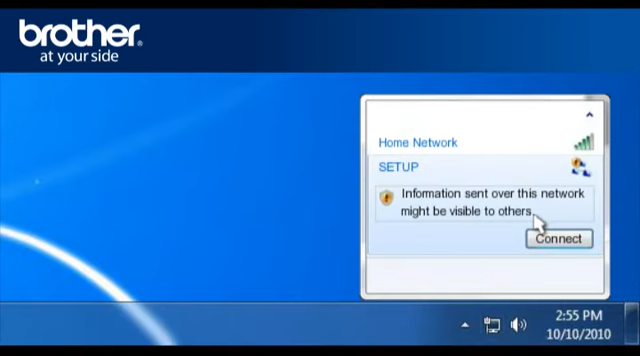 brother
at your side
Home Network
SETUP
Information sent over this network
might be visible to others.
Connect
2:55 PM
10/10/2010